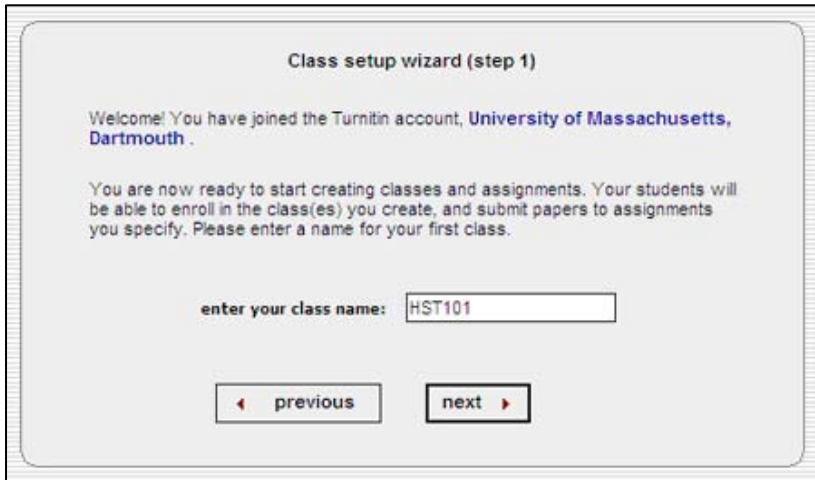 Class setup wizard (step 1)
Welcome! You have joined the Turnitin account, University of Massachusetts,
Dartmouth .
You are now ready to start creating classes and assignments. Your students will
be able to enroll in the class(es) you create, and submit papers to assignments
you specify. Please enter a name for your first class.
enter your class name: HST101
previous next